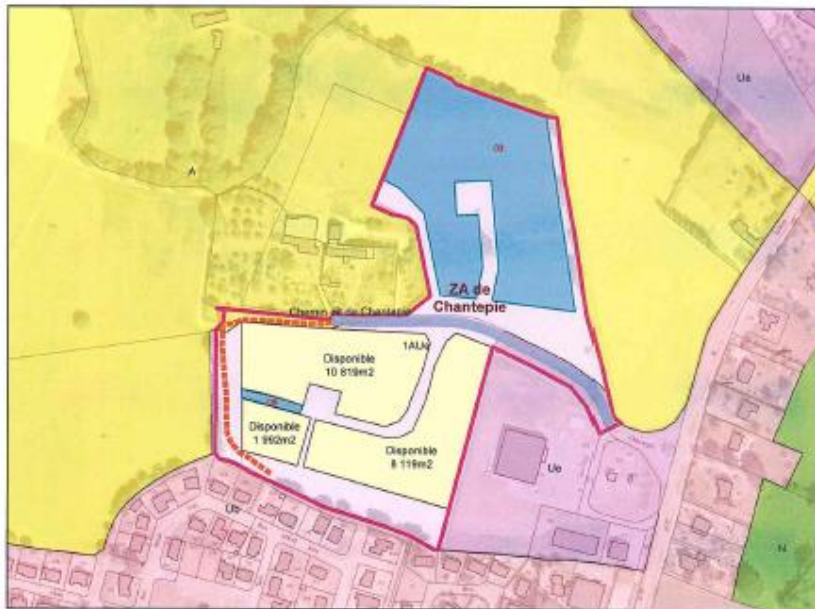 Ue
A
ZA de
Chantepie
Chemin de Chantepie
1AUe
Disponible
10 819m2
Disponible
1 992m2
Disponible
8 119m2
Ue
Ub
N